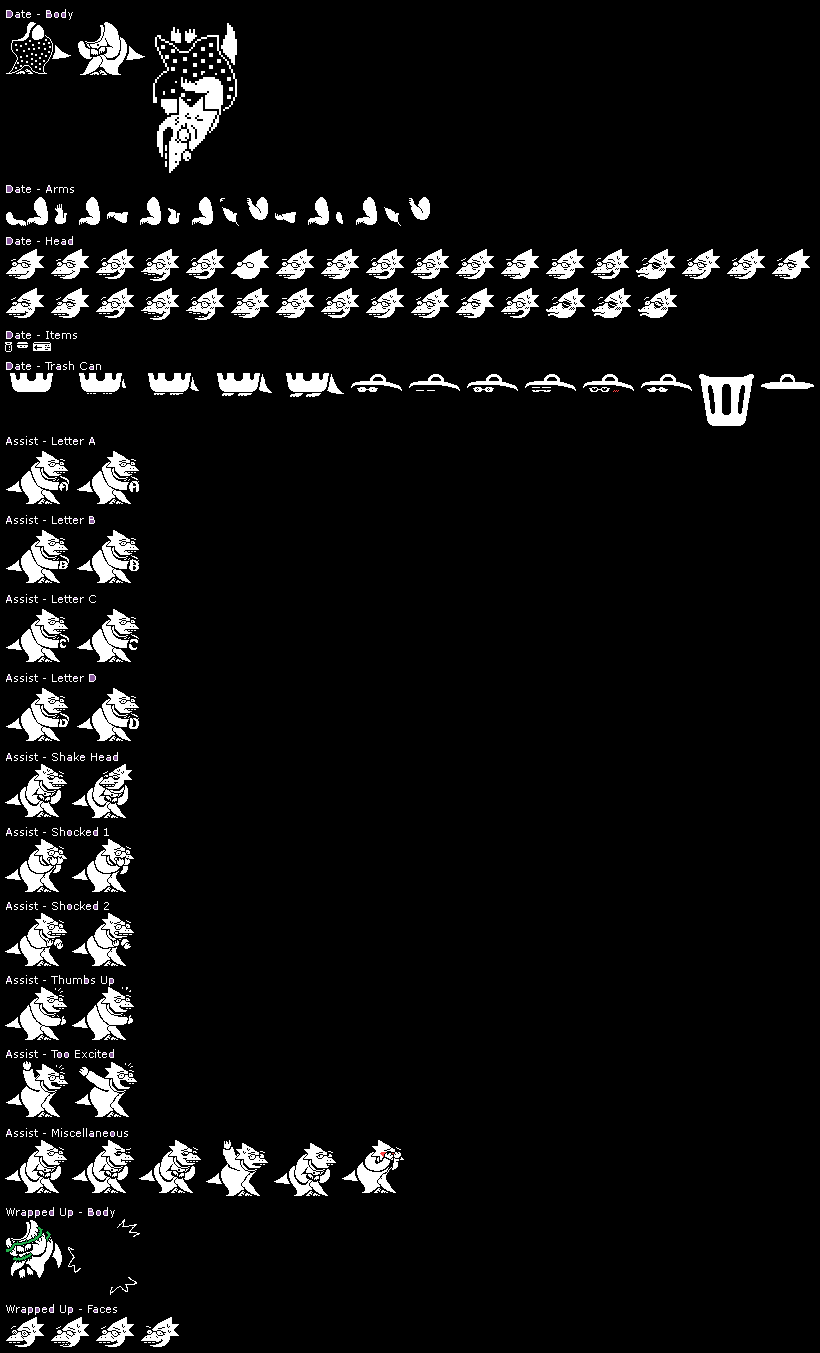 Date - Body
Date - Arms
Date - Head
Date - Items
Date - Trash Can
Assist - Letter A
Assist - Letter B
Assist - Letter C
Assist - Letter D
Assist - Shake Head
Assist - Shocked 1
Assist - Shocked 2
Assist - Thumbs Up
Assist - Too Excited
Assist - Miscellaneous
Wrapped Up - Body
Wrapped Up - Faces